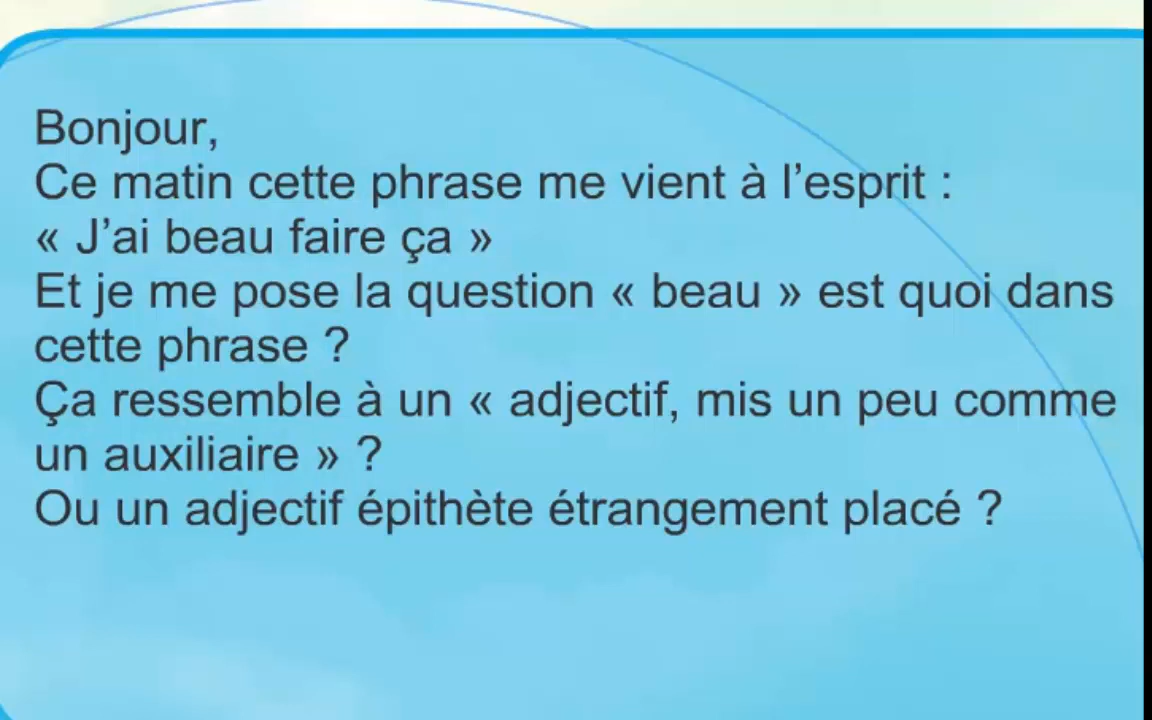 Bonjour,
Ce matin cette phrase me vient à l’esprit :
« J’ai beau faire ça »
Et je me pose la question « beau » est quoi dans
cette phrase ?
Ça ressemble à un « adjectif, mis un peu comme
un auxiliaire » ?
Ou un adjectif épithète étrangement placé ?